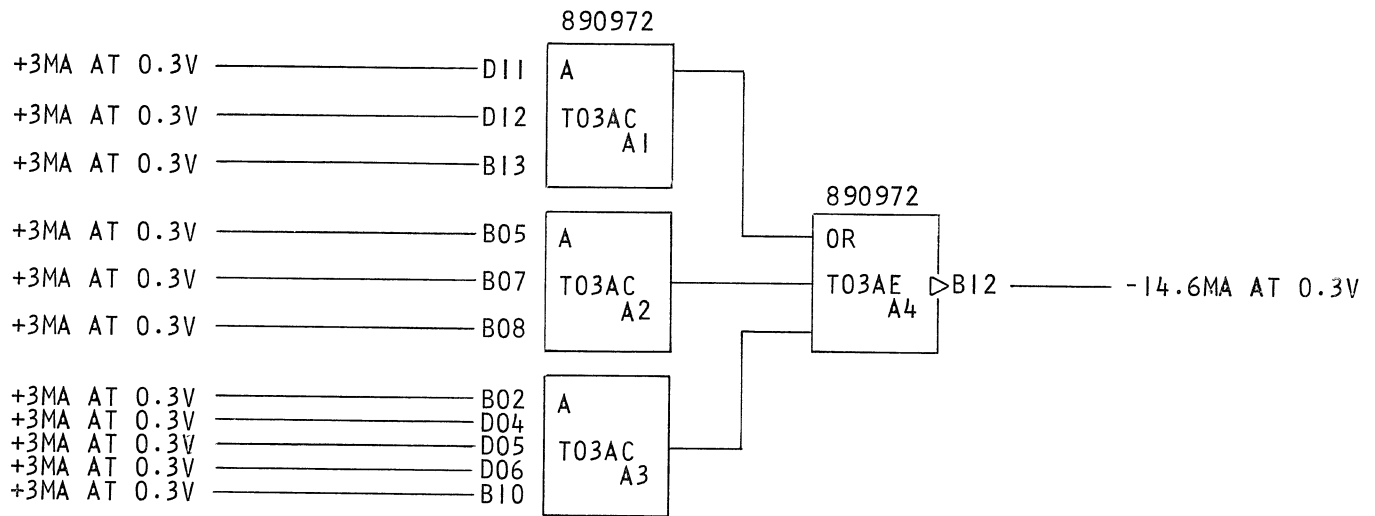 890972
+3MA AT 0.3V D11 A
+3MA AT 0.3V D12 T03AC
A1
+3MA AT 0.3V B13
890972
+3MA AT 0.3V B05 A
OR
+3MA AT 0.3V B07 T03AC
A2
T03AE B12 -14.6MA AT 0.3V
A4
+3MA AT 0.3V B08
+3MA AT 0.3V B02 A
+3MA AT 0.3V D04
+3MA AT 0.3V D05 T03AC
+3MA AT 0.3V D06 A3
+3MA AT 0.3V B10